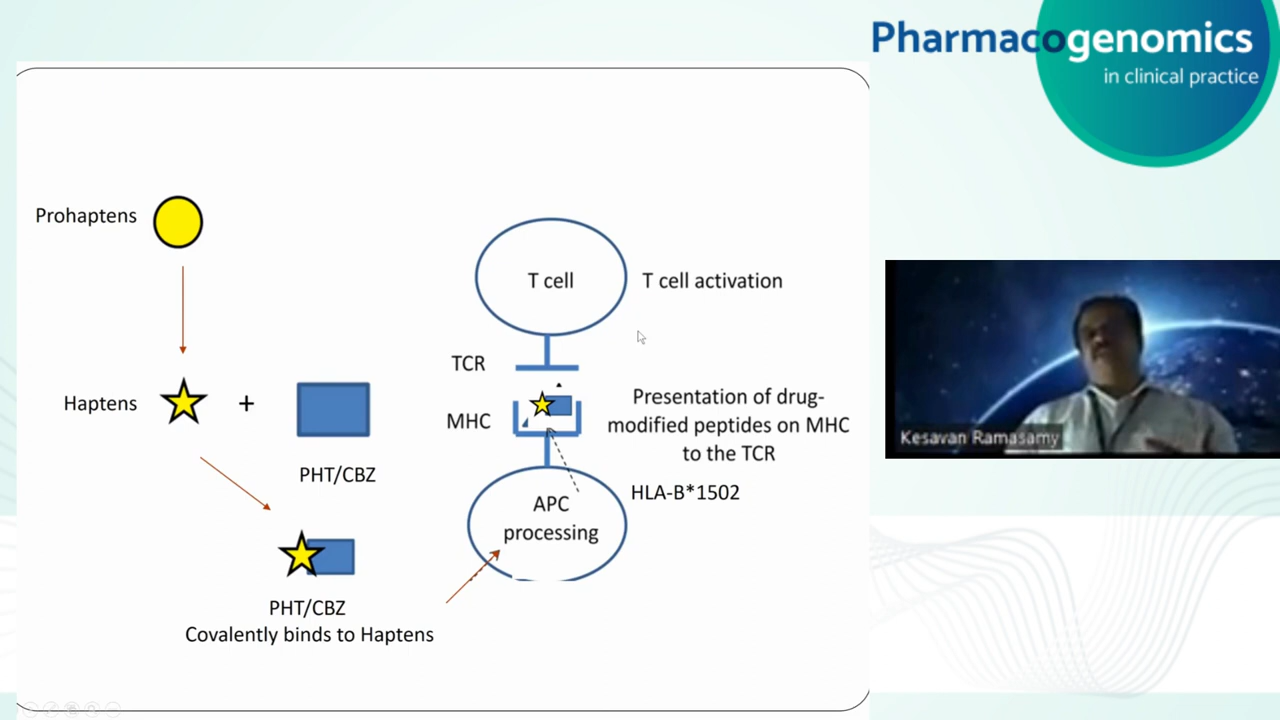 Pharmacogenomics
in clinical practice
Prohaptens
T cell
T cell activation
TCR
Haptens
+
MHC
Presentation of drug-
modified peptides on MHC
to the TCR
PHT/CBZ
HLA-B*1502
APC
processing
PHT/CBZ
Covalently binds to Haptens
Kesavan Ramasamy